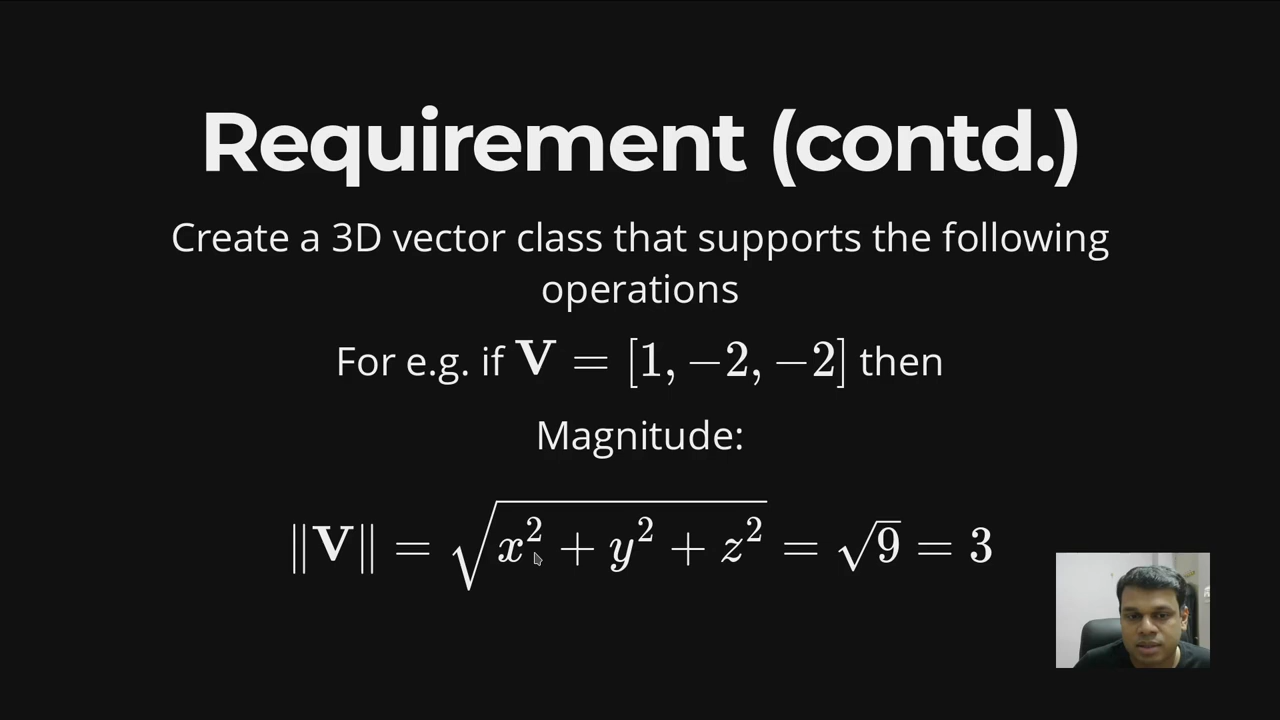 Requirement (contd.)
Create a 3D vector class that supports the following
operations
For e.g. if V = [1, −2, −2] then
Magnitude:
‖V‖ = √(x² + y² + z²) = √9 = 3